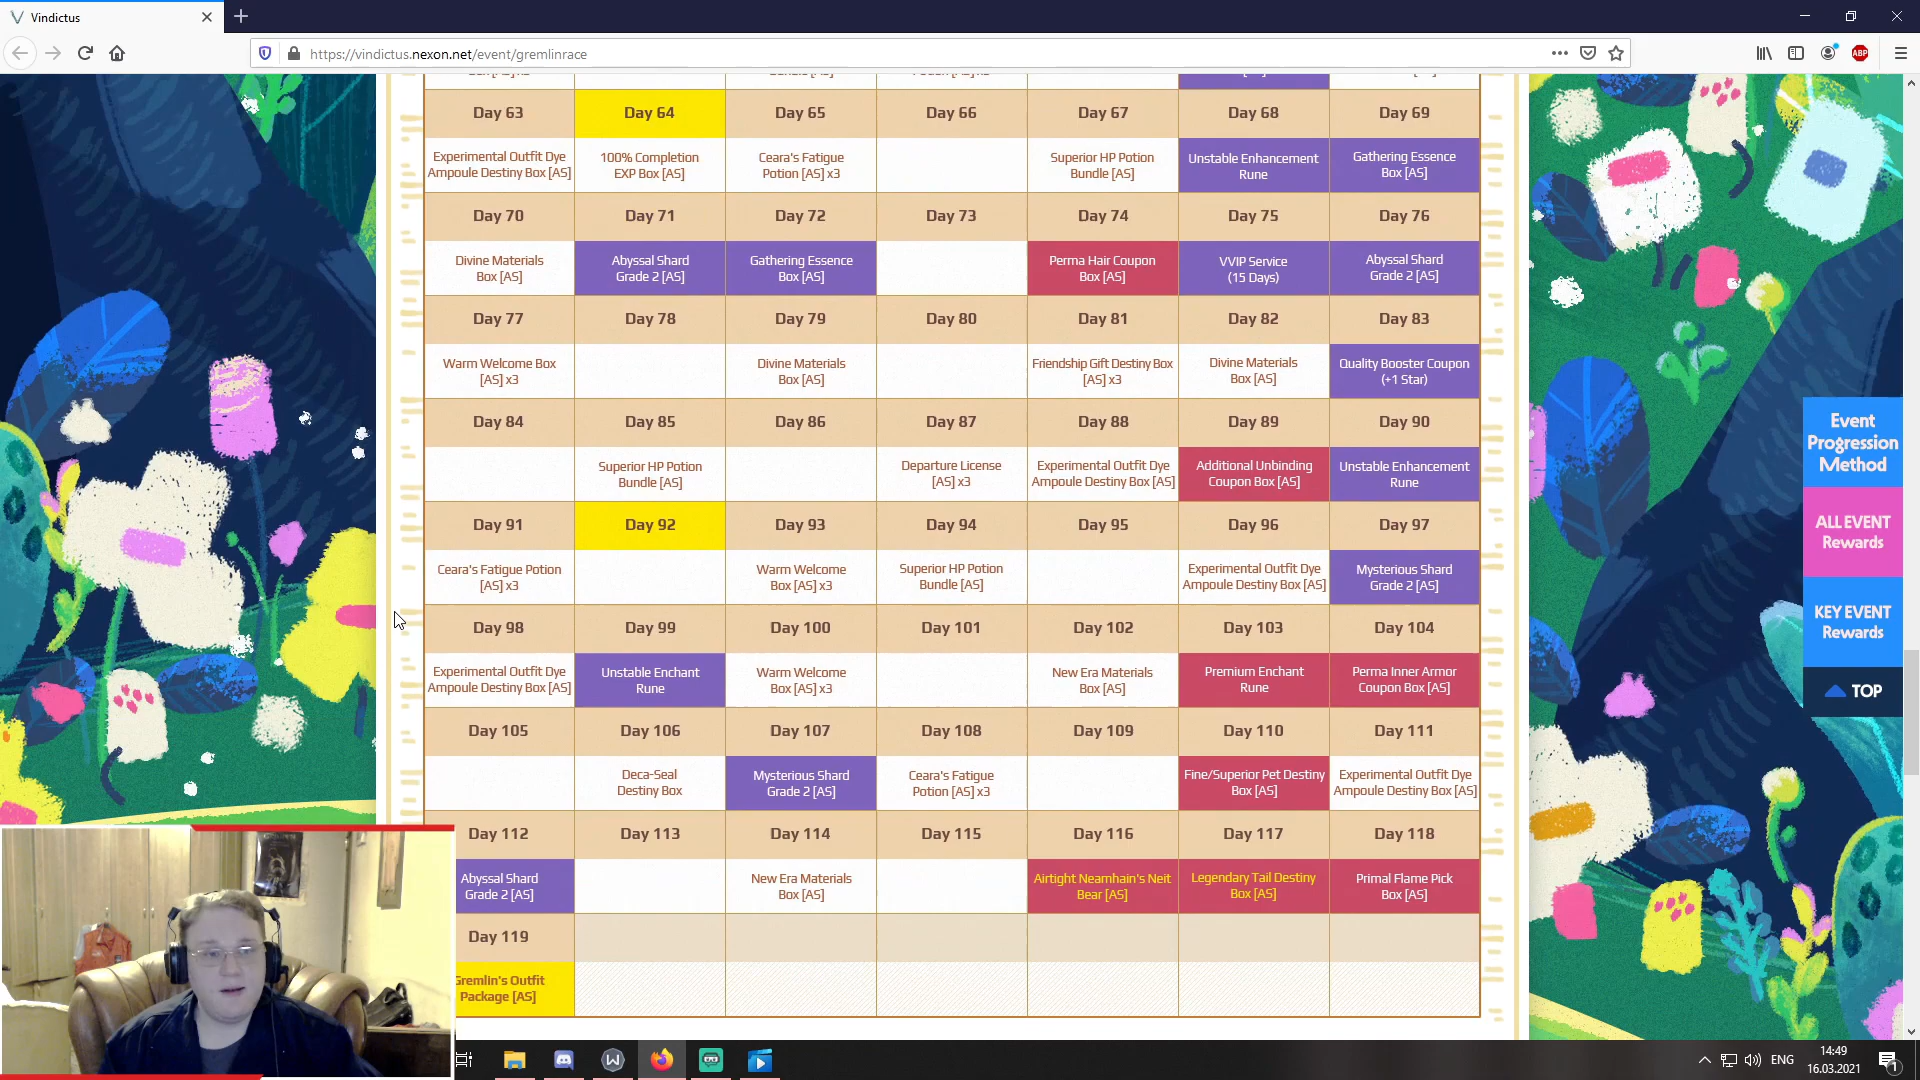 Vindictus
https://vindictus.nexon.net/event/gremlinrace
ABP
Day 63 Day 64 Day 65 Day 66 Day 67 Day 68 Day 69
Experimental Outfit Dye
Ampoule Destiny Box [AS]
100% Completion
EXP Box [AS]
Ceara's Fatigue
Potion [AS] x3
Superior HP Potion
Bundle [AS]
Unstable Enhancement
Rune
Gathering Essence
Box [AS]
Day 70 Day 71 Day 72 Day 73 Day 74 Day 75 Day 76
Divine Materials
Box [AS]
Abyssal Shard
Grade 2 [AS]
Gathering Essence
Box [AS]
Perma Hair Coupon
Box [AS]
VVIP Service
(15 Days)
Abyssal Shard
Grade 2 [AS]
Day 77 Day 78 Day 79 Day 80 Day 81 Day 82 Day 83
Warm Welcome Box
[AS] x3
Divine Materials
Box [AS]
Friendship Gift Destiny Box
[AS] x3
Divine Materials
Box [AS]
Quality Booster Coupon
(+1 Star)
Day 84 Day 85 Day 86 Day 87 Day 88 Day 89 Day 90
Superior HP Potion
Bundle [AS]
Departure License
[AS] x3
Experimental Outfit Dye
Ampoule Destiny Box [AS]
Additional Unbinding
Coupon Box [AS]
Unstable Enhancement
Rune
Day 91 Day 92 Day 93 Day 94 Day 95 Day 96 Day 97
Ceara's Fatigue Potion
[AS] x3
Warm Welcome
Box [AS] x3
Superior HP Potion
Bundle [AS]
Experimental Outfit Dye
Ampoule Destiny Box [AS]
Mysterious Shard
Grade 2 [AS]
Day 98 Day 99 Day 100 Day 101 Day 102 Day 103 Day 104
Experimental Outfit Dye
Ampoule Destiny Box [AS]
Unstable Enchant
Rune
Warm Welcome
Box [AS] x3
New Era Materials
Box [AS]
Premium Enchant
Rune
Perma Inner Armor
Coupon Box [AS]
Day 105 Day 106 Day 107 Day 108 Day 109 Day 110 Day 111
Deca-Seal
Destiny Box
Mysterious Shard
Grade 2 [AS]
Ceara's Fatigue
Potion [AS] x3
Fine/Superior Pet Destiny
Box [AS]
Experimental Outfit Dye
Ampoule Destiny Box [AS]
Day 112 Day 113 Day 114 Day 115 Day 116 Day 117 Day 118
Abyssal Shard
Grade 2 [AS]
New Era Materials
Box [AS]
Airtight Neamhain's Neit
Bear [AS]
Legendary Tail Destiny
Box [AS]
Primal Flame Pick
Box [AS]
Day 119
Gremlin's Outfit
Package [AS]
Event
Progression
Method
ALL EVENT
Rewards
KEY EVENT
Rewards
TOP
ENG
14:49
16.03.2021
1